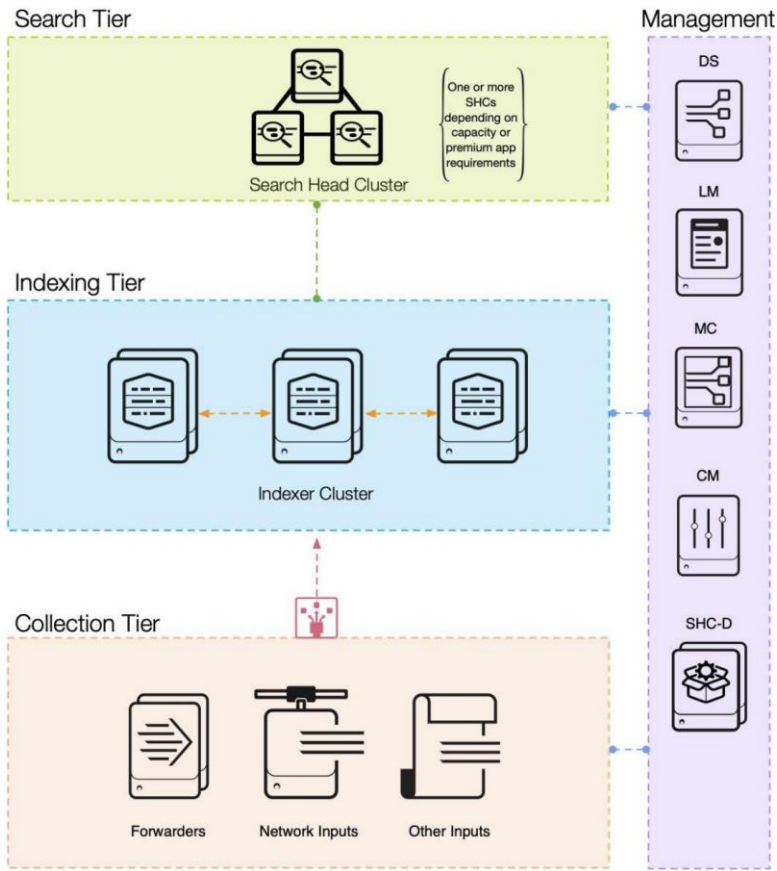 Search Tier
Management
One or more
SHCs
depending on
capacity or
premium app
requirements
Search Head Cluster
DS
LM
Indexing Tier
MC
Indexer Cluster
CM
Collection Tier
SHC-D
Forwarders
Network Inputs
Other Inputs